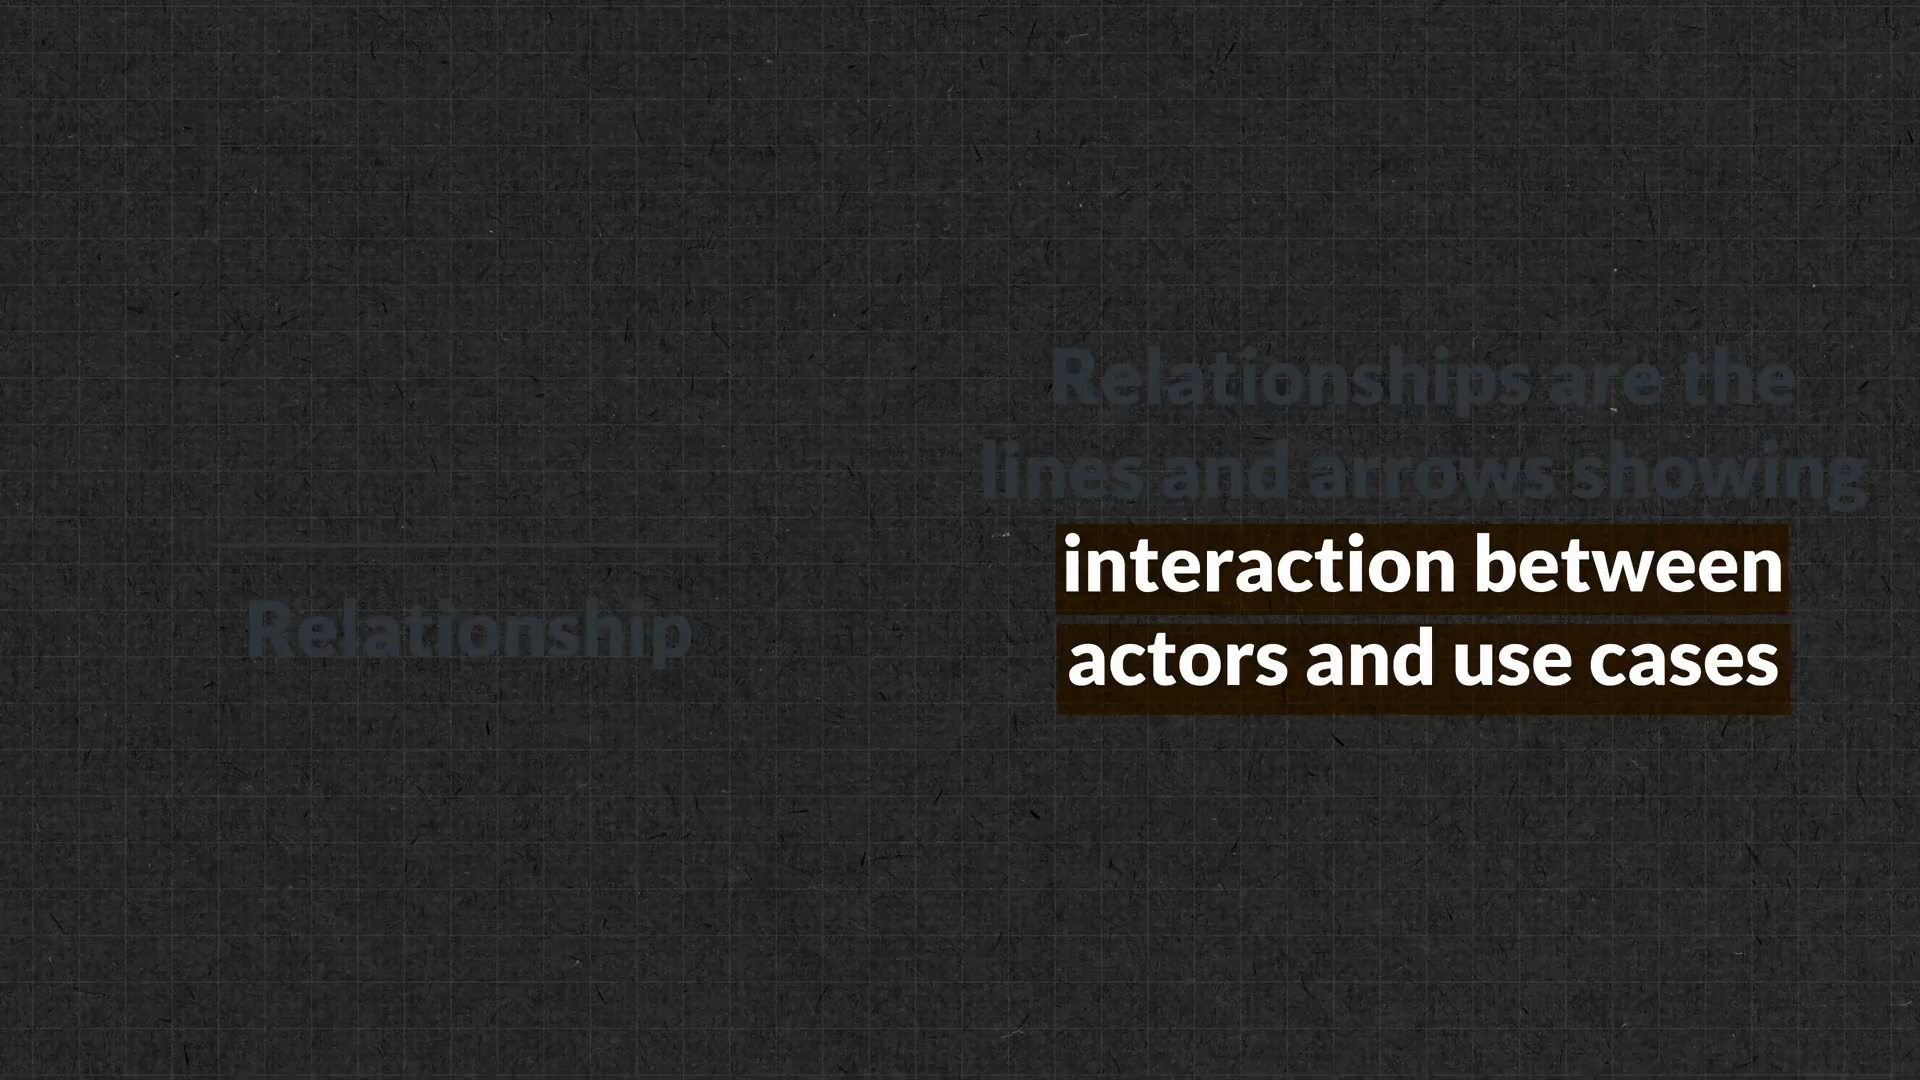 Relationship
Relationships are the
lines and arrows showing
interaction between
actors and use cases